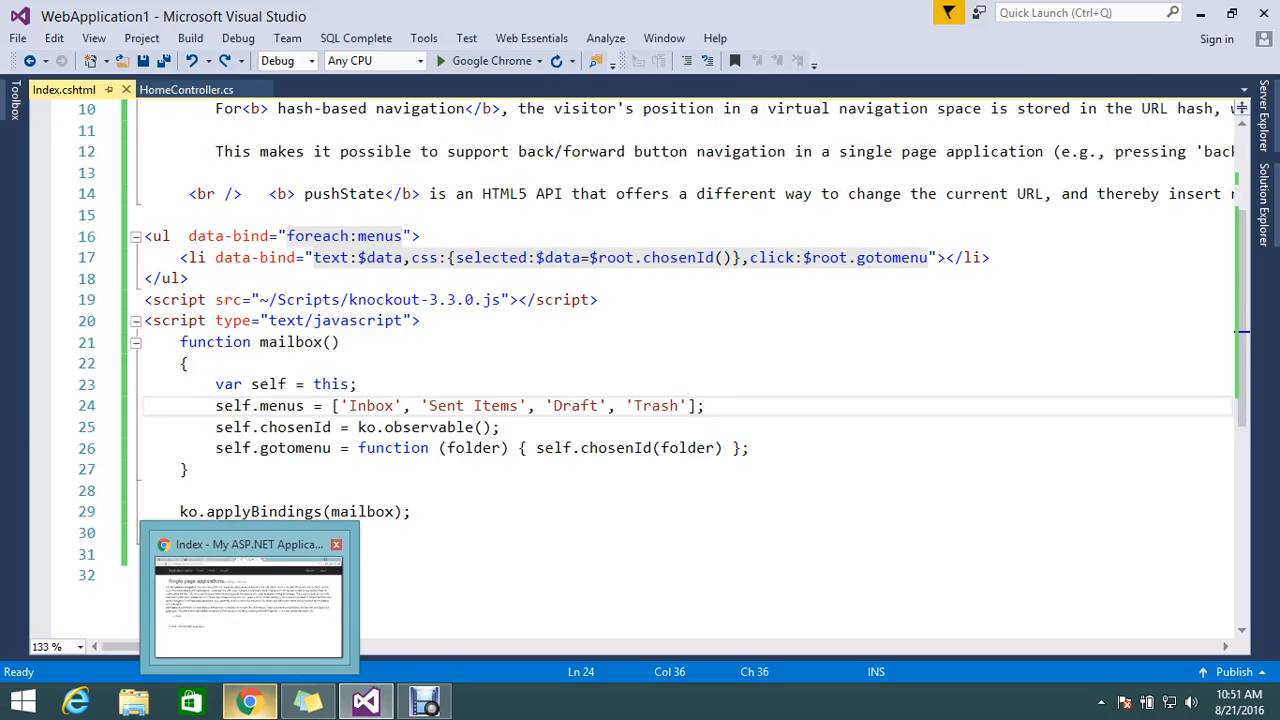 WebApplication1 - Microsoft Visual Studio
Quick Launch (Ctrl+Q)
File Edit View Project Build Debug Team SQL Complete Tools Test Web Essentials Analyze Window Help
Sign in
Debug Any CPU Google Chrome
Index.cshtml HomeController.cs
Toolbox
Server Explorer
Solution Explorer
10 For<b> hash-based navigation</b>, the visitor's position in a virtual navigation space is stored in the URL hash,
11
12 This makes it possible to support back/forward button navigation in a single page application (e.g., pressing 'back
13
14 <br /> <b> pushState</b> is an HTML5 API that offers a different way to change the current URL, and thereby insert
15
16 <ul data-bind="foreach:menus">
17 <li data-bind="text:$data,css:{selected:$data=$root.chosenId()},click:$root.gotomenu"></li>
18 </ul>
19 <script src="~/Scripts/knockout-3.3.0.js"></script>
20 <script type="text/javascript">
21 function mailbox()
22 {
23 var self = this;
24 self.menus = ['Inbox', 'Sent Items', 'Draft', 'Trash'];
25 self.chosenId = ko.observable();
26 self.gotomenu = function (folder) { self.chosenId(folder) };
27 }
28
29 ko.applyBindings(mailbox);
30
31
32
Index - My ASP.NET Applica...
Single page applications
133 %
Ready Ln 24 Col 36 Ch 36 INS Publish
10:51 AM
8/21/2016